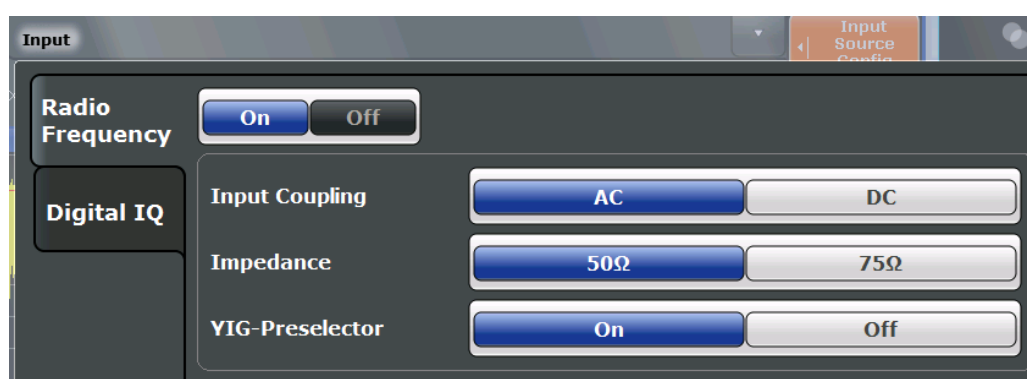 Input
Input
Source
Config
Radio
Frequency
On Off
Digital IQ
Input Coupling AC DC
Impedance 50Ω 75Ω
YIG-Preselector On Off